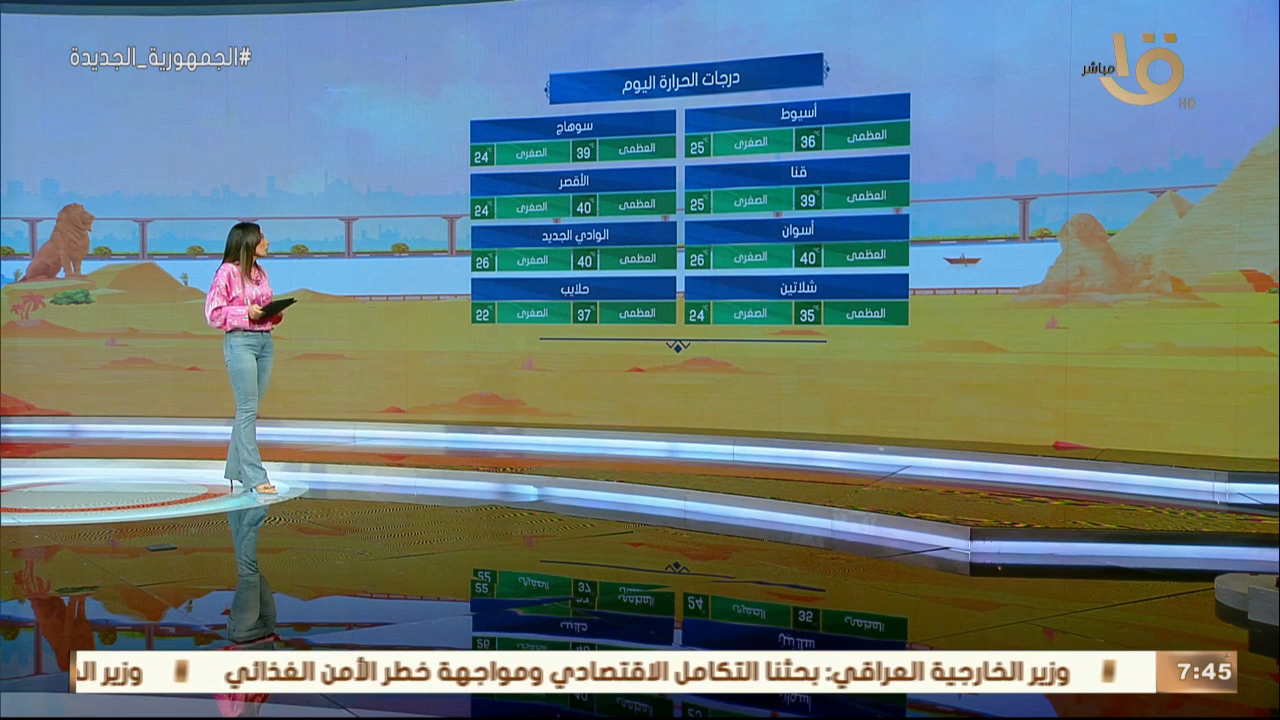 #الجمهورية_الجديدة
مباشر
HD
درجات الحرارة اليوم
أسيوط
العظمى 36°C الصغرى 25°C
سوهاج
العظمى 39°C الصغرى 24°C
قنا
العظمى 39°C الصغرى 25°C
الأقصر
العظمى 40°C الصغرى 24°C
أسوان
العظمى 40°C الصغرى 26°C
الوادي الجديد
العظمى 40°C الصغرى 26°C
شلاتين
العظمى 35°C الصغرى 24°C
حلايب
العظمى 37°C الصغرى 22°C
7:45
وزير الخارجية العراقي: بحثنا التكامل الاقتصادي ومواجهة خطر الأمن الغذائي
وزير الـ